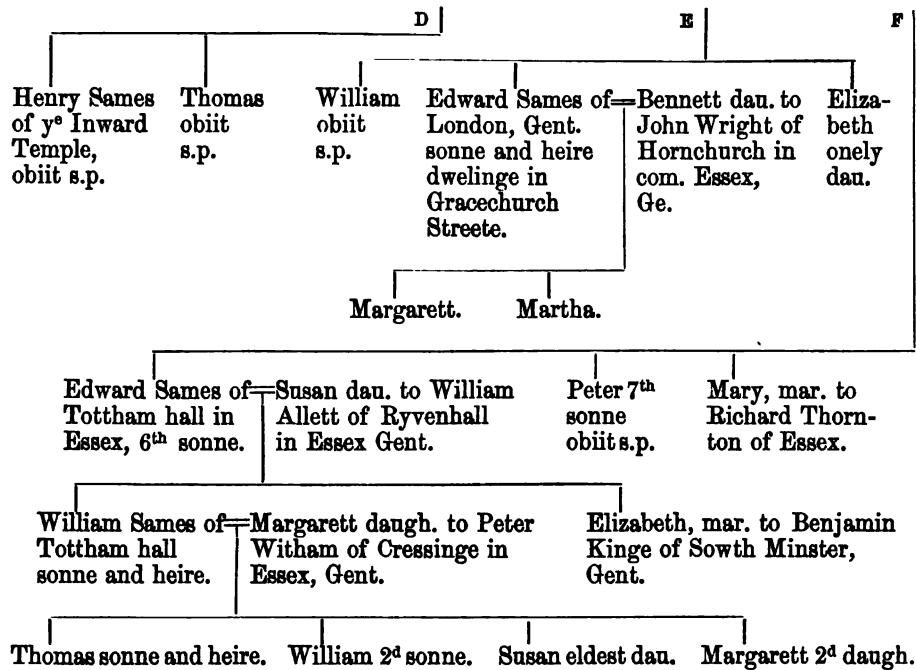 D E F
Henry Sames
of yᵉ Inward
Temple,
obiit s.p.
Thomas
obiit
s.p.
William
obiit
s.p.
Edward Sames of
London, Gent.
sonne and heire
dwelinge in
Gracechurch
Streete.
Bennett dau. to
John Wright of
Hornchurch in
com. Essex,
Ge.
Eliza-
beth
onely
dau.
Margarett. Martha.
Edward Sames of
Tottham hall in
Essex, 6ᵗʰ sonne.
Susan dau. to William
Allett of Ryvenhall
in Essex Gent.
Peter 7ᵗʰ
sonne
obiit s.p.
Mary, mar. to
Richard Thorn-
ton of Essex.
William Sames of
Tottham hall
sonne and heire.
Margarett daugh. to Peter
Witham of Cressinge in
Essex, Gent.
Elizabeth, mar. to Benjamin
Kinge of Sowth Minster,
Gent.
Thomas sonne and heire. William 2ᵈ sonne. Susan eldest dau. Margarett 2ᵈ daugh.